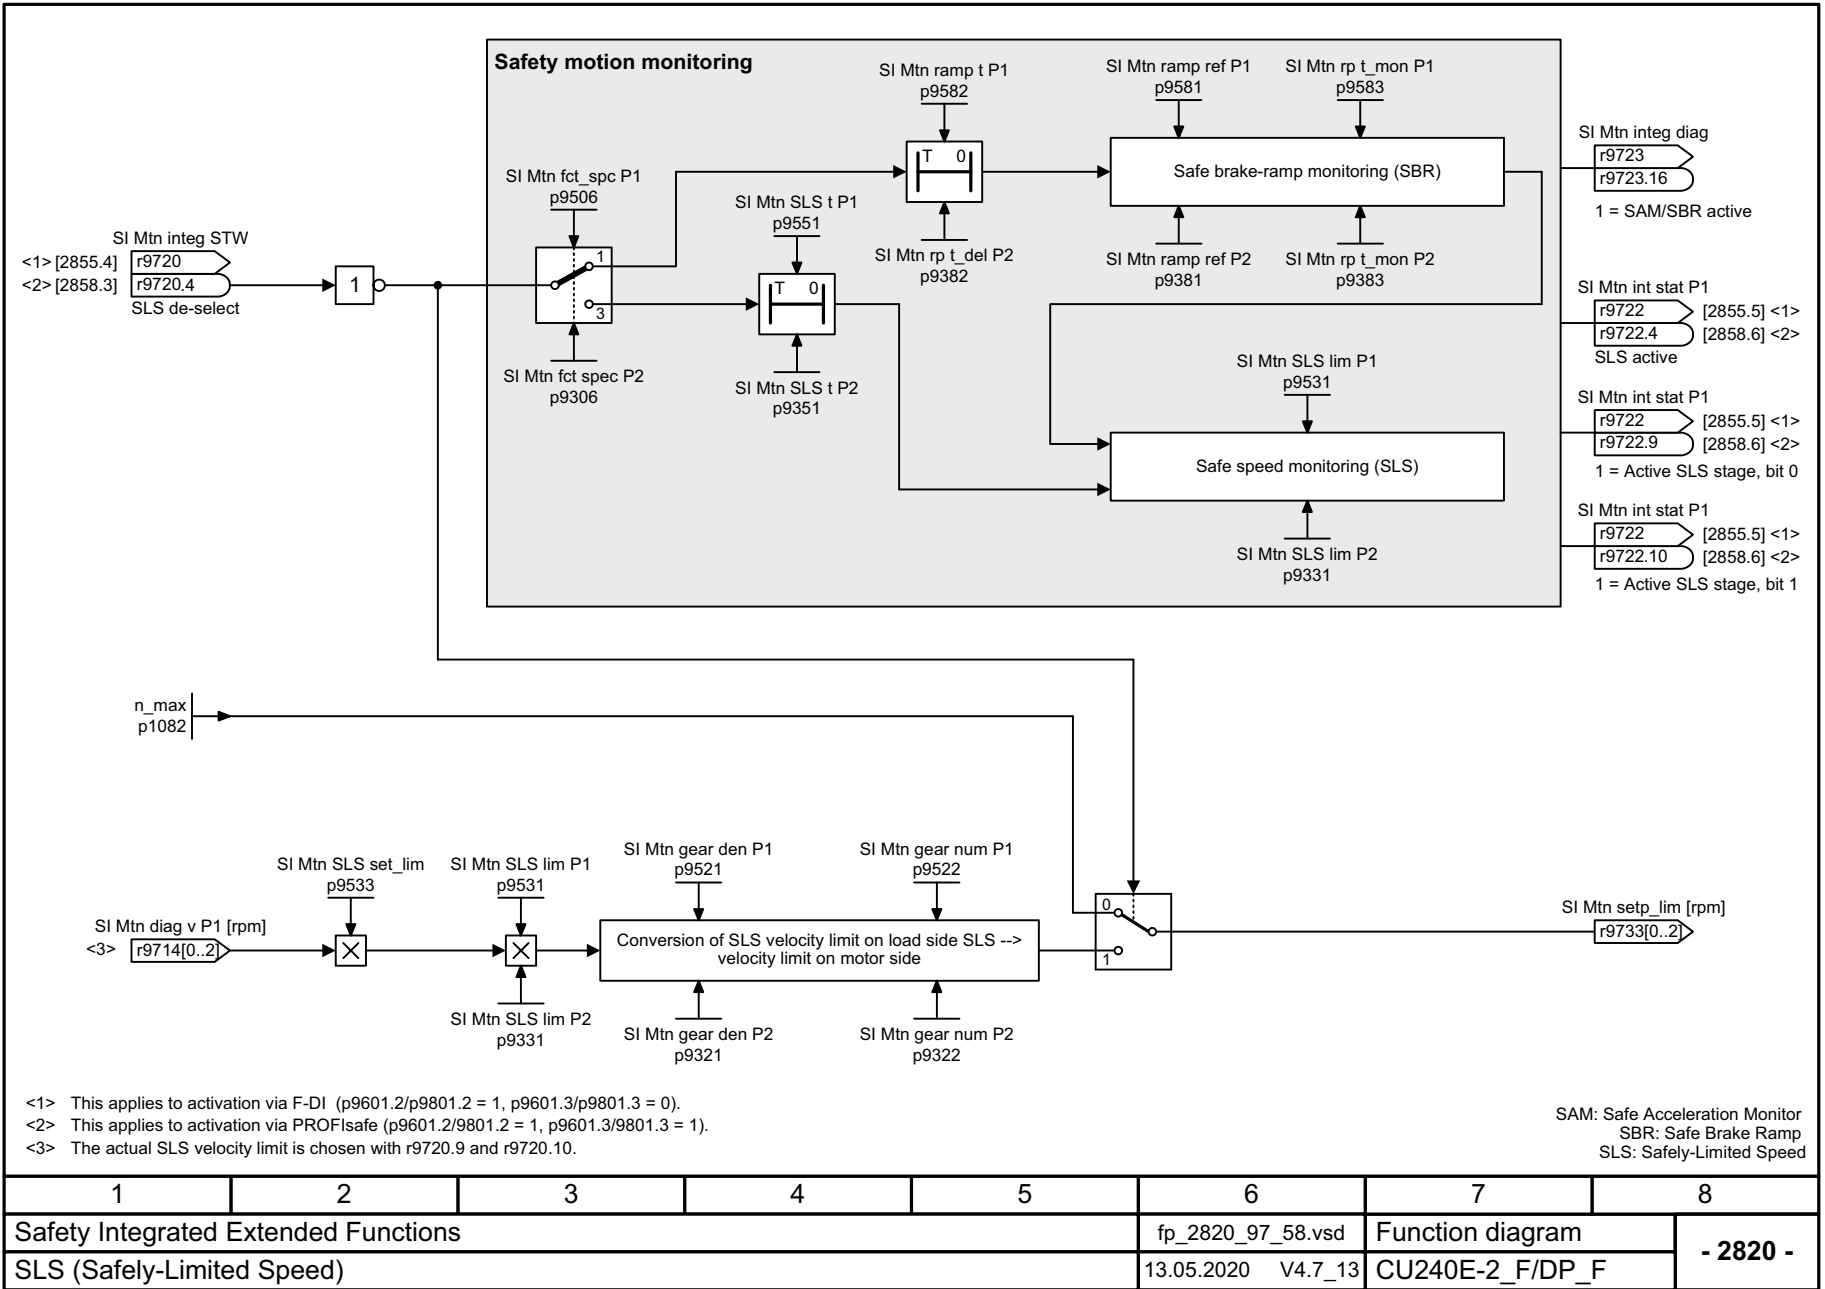 Safety motion monitoring
SI Mtn ramp t P1
p9582
SI Mtn ramp ref P1
p9581
SI Mtn rp t_mon P1
p9583
SI Mtn integ diag
r9723
r9723.16
1 = SAM/SBR active
T 0
Safe brake-ramp monitoring (SBR)
SI Mtn fct_spc P1
p9506
SI Mtn SLS t P1
p9551
SI Mtn rp t_del P2
p9382
SI Mtn ramp ref P2
p9381
SI Mtn rp t_mon P2
p9383
SI Mtn integ STW
<1> [2855.4] r9720
<2> [2858.3] r9720.4
SLS de-select
1
1
3
T 0
SI Mtn int stat P1
r9722 [2855.5] <1>
r9722.4 [2858.6] <2>
SLS active
SI Mtn fct spec P2
p9306
SI Mtn SLS t P2
p9351
SI Mtn SLS lim P1
p9531
SI Mtn int stat P1
r9722 [2855.5] <1>
r9722.9 [2858.6] <2>
1 = Active SLS stage, bit 0
Safe speed monitoring (SLS)
SI Mtn SLS lim P2
p9331
SI Mtn int stat P1
r9722 [2855.5] <1>
r9722.10 [2858.6] <2>
1 = Active SLS stage, bit 1
n_max
p1082
SI Mtn SLS set_lim
p9533
SI Mtn SLS lim P1
p9531
SI Mtn gear den P1
p9521
SI Mtn gear num P1
p9522
SI Mtn diag v P1 [rpm]
<3> r9714[0..2]
Conversion of SLS velocity limit on load side SLS -->
velocity limit on motor side
0
1
SI Mtn setp_lim [rpm]
r9733[0..2]
SI Mtn SLS lim P2
p9331
SI Mtn gear den P2
p9321
SI Mtn gear num P2
p9322
<1> This applies to activation via F-DI (p9601.2/p9801.2 = 1, p9601.3/p9801.3 = 0).
<2> This applies to activation via PROFIsafe (p9601.2/9801.2 = 1, p9601.3/9801.3 = 1).
<3> The actual SLS velocity limit is chosen with r9720.9 and r9720.10.
SAM: Safe Acceleration Monitor
SBR: Safe Brake Ramp
SLS: Safely-Limited Speed
1 2 3 4 5 6 7 8
Safety Integrated Extended Functions
fp_2820_97_58.vsd
Function diagram
- 2820 -
SLS (Safely-Limited Speed)
13.05.2020 V4.7_13
CU240E-2_F/DP_F